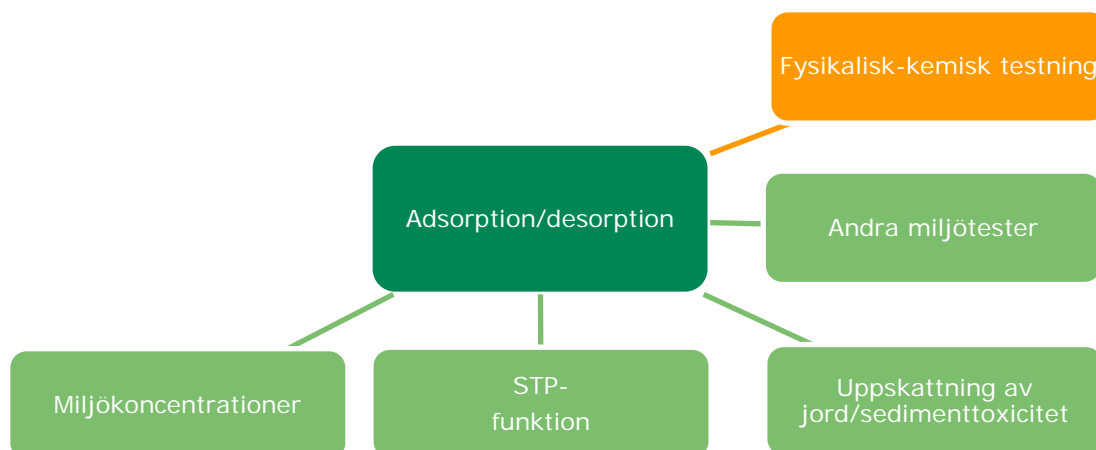 Fysikalisk-kemisk testning
Adsorption/desorption
Andra miljötester
Miljökoncentrationer
STP-
funktion
Uppskattning av
jord/sedimenttoxicitet